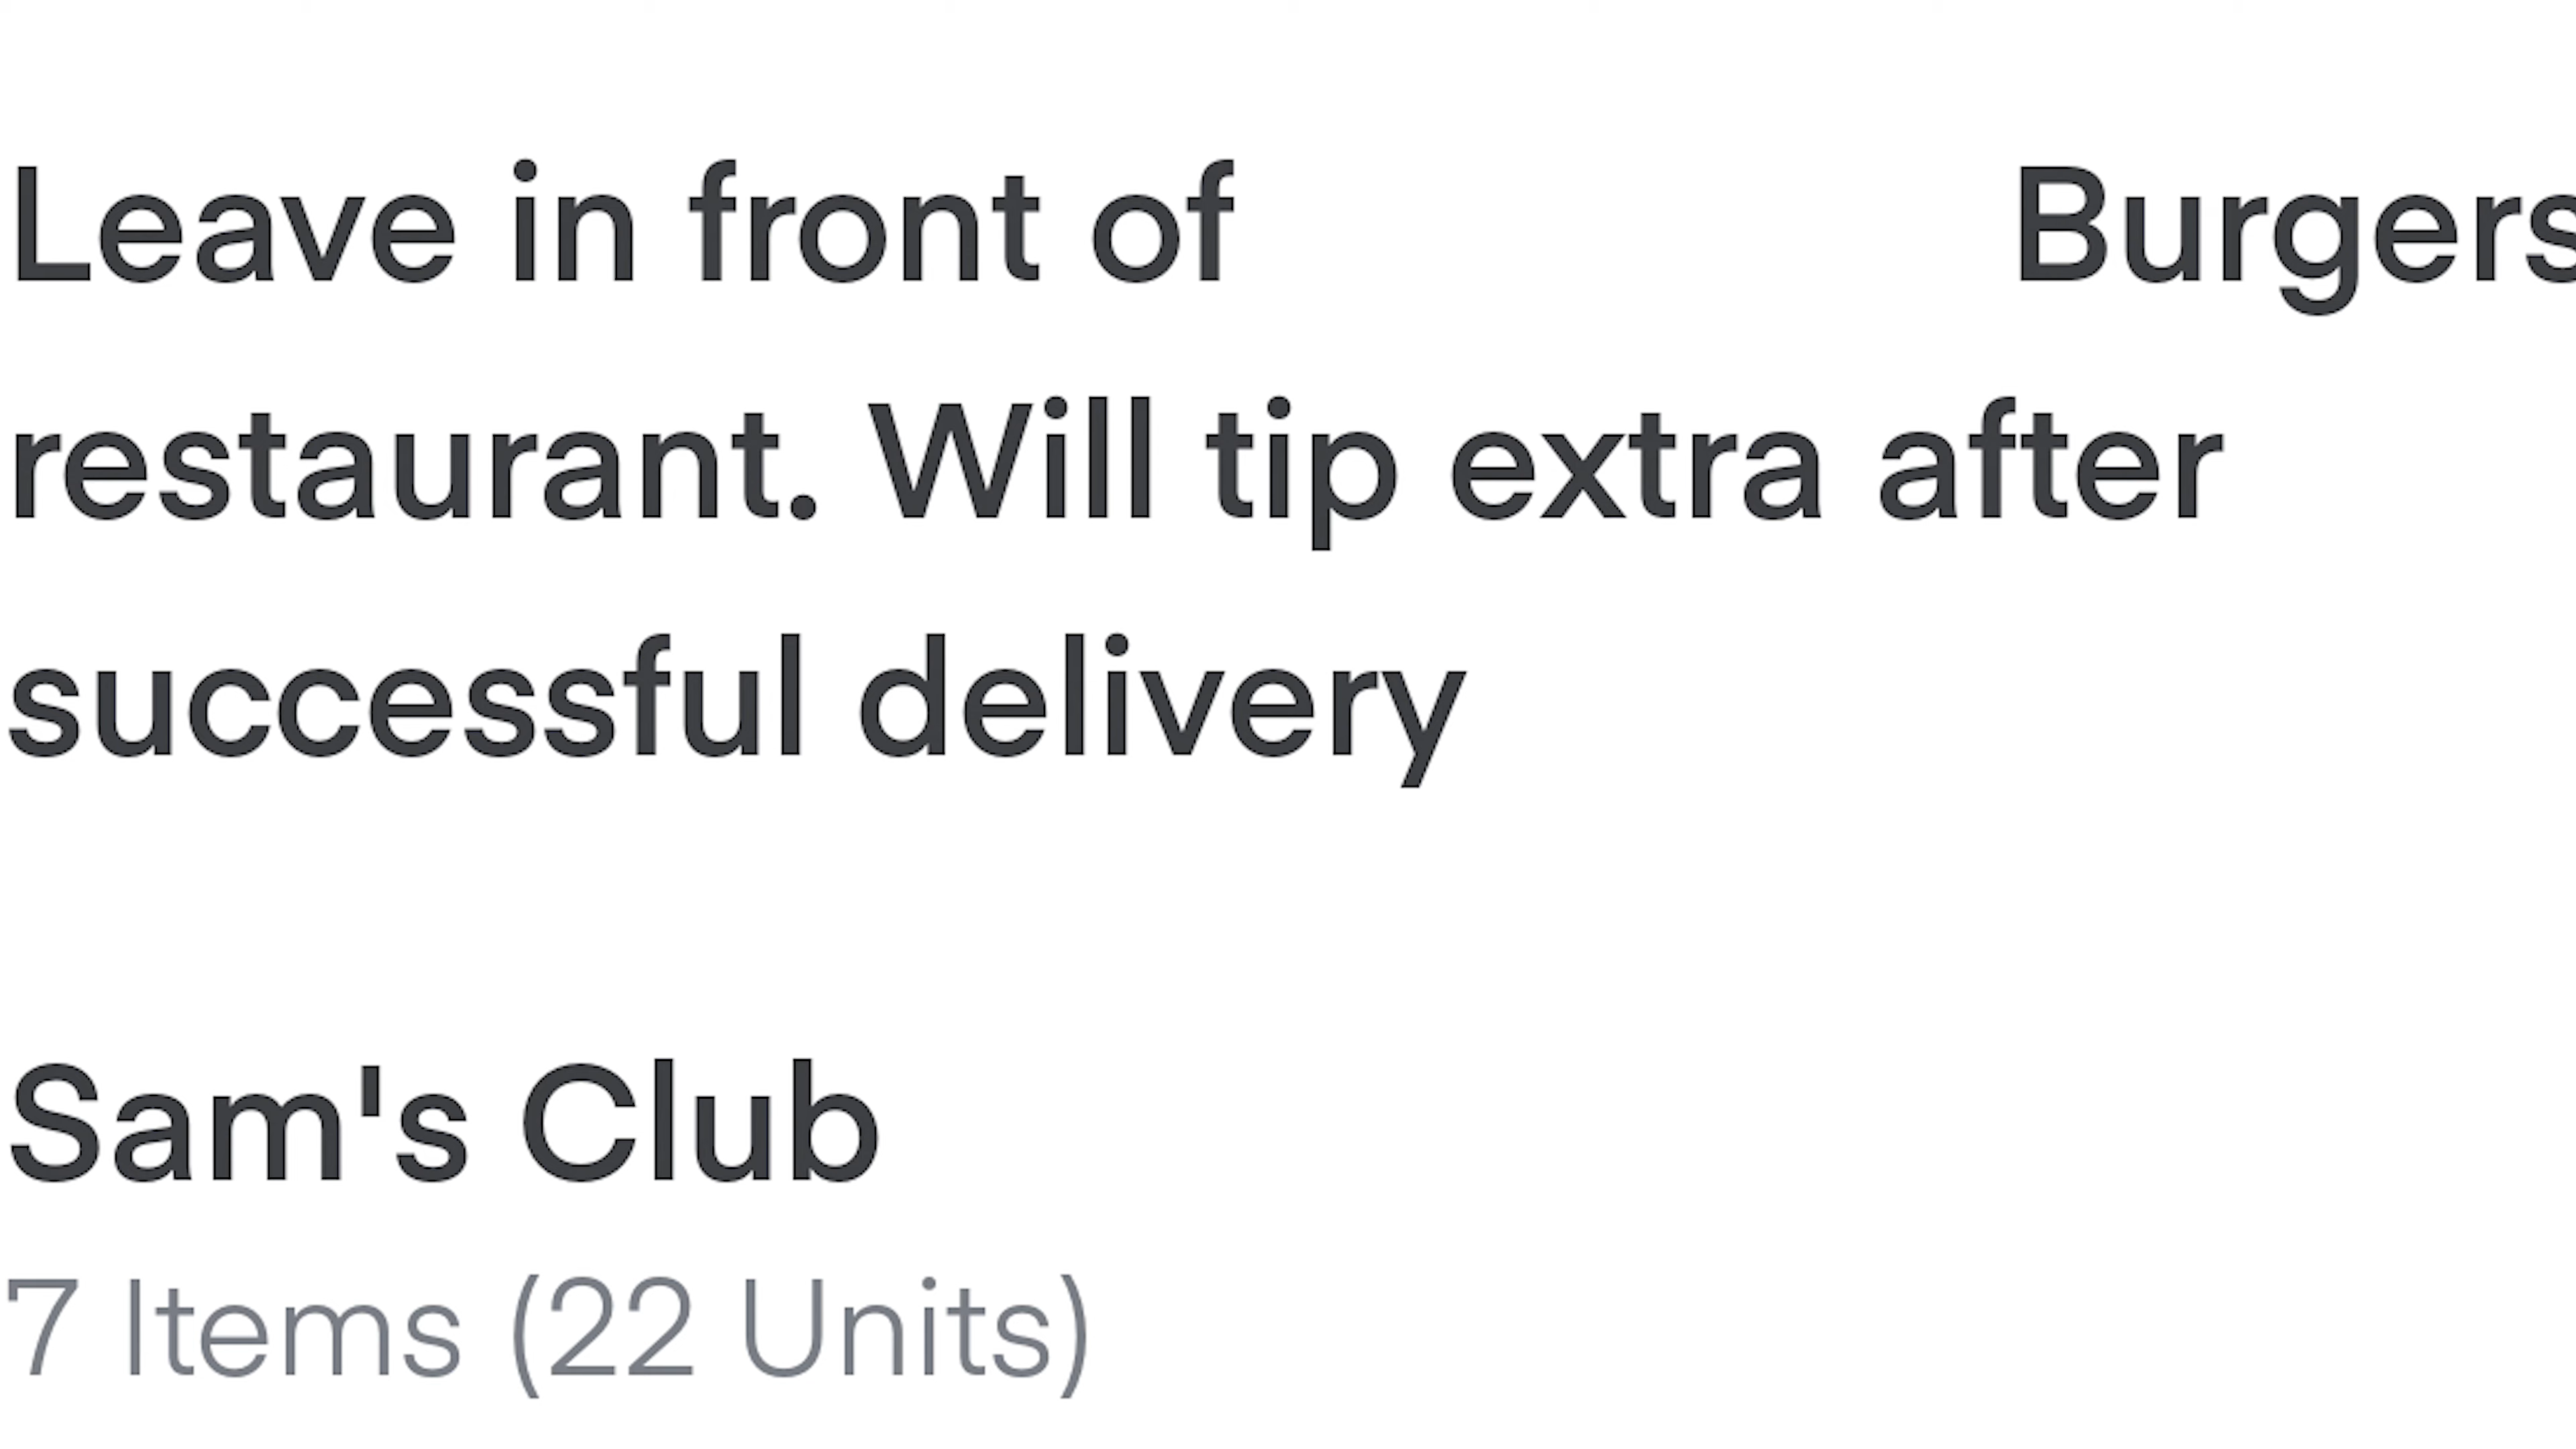 Leave in front of Burgers
restaurant. Will tip extra after
successful delivery
Sam's Club
7 Items (22 Units)